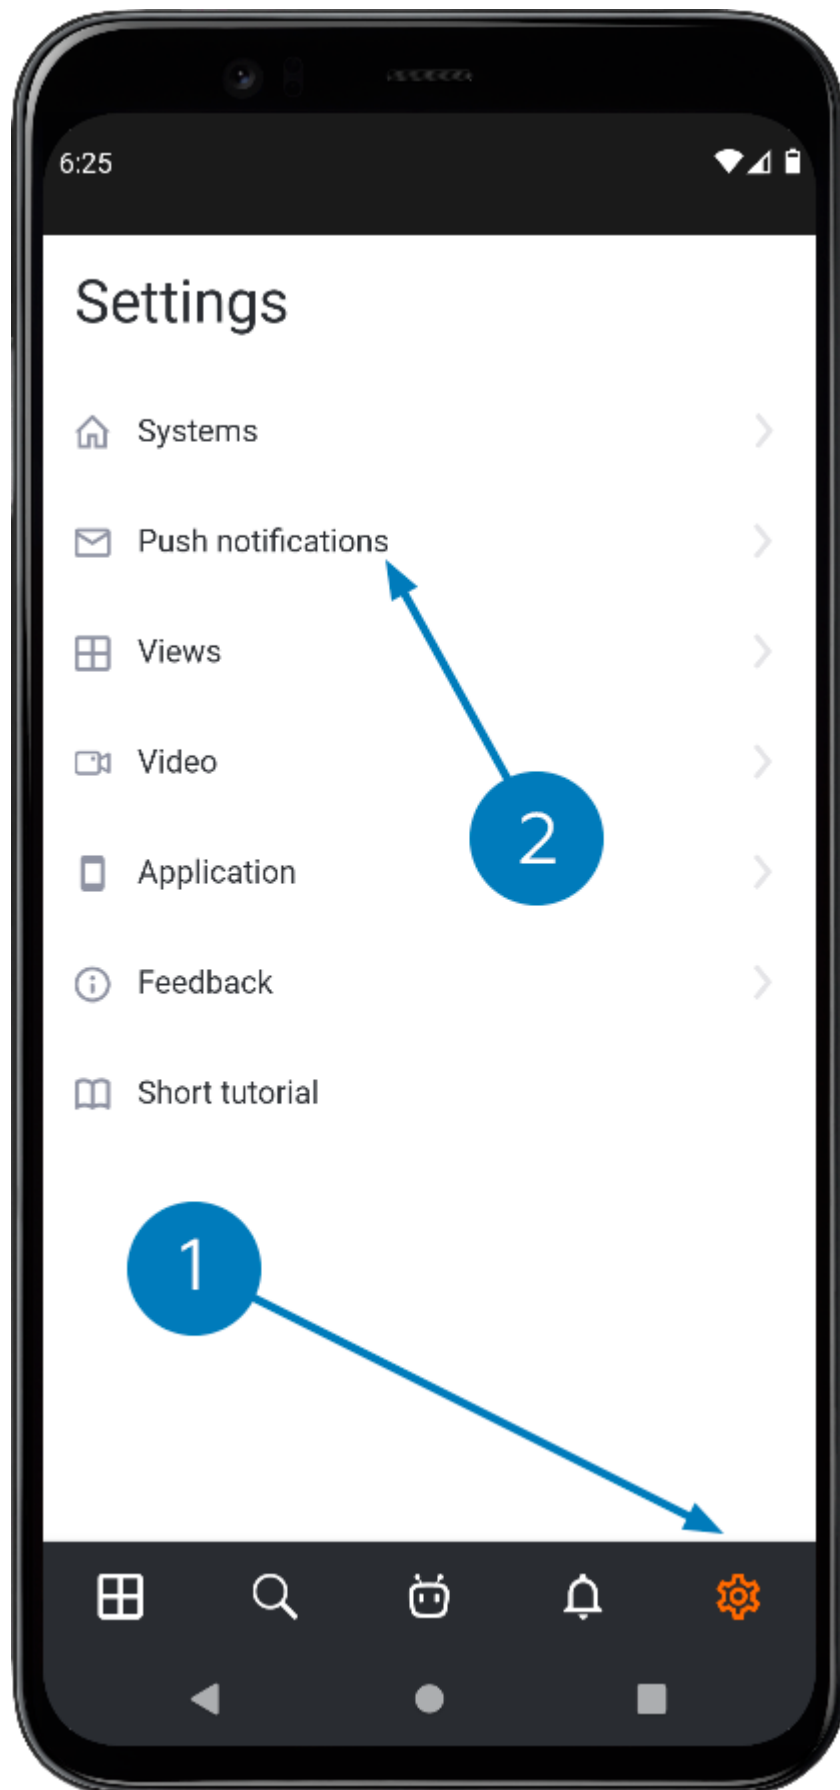 6:25
Settings
Systems
Push notifications
Views
Video
2
Application
Feedback
Short tutorial
1